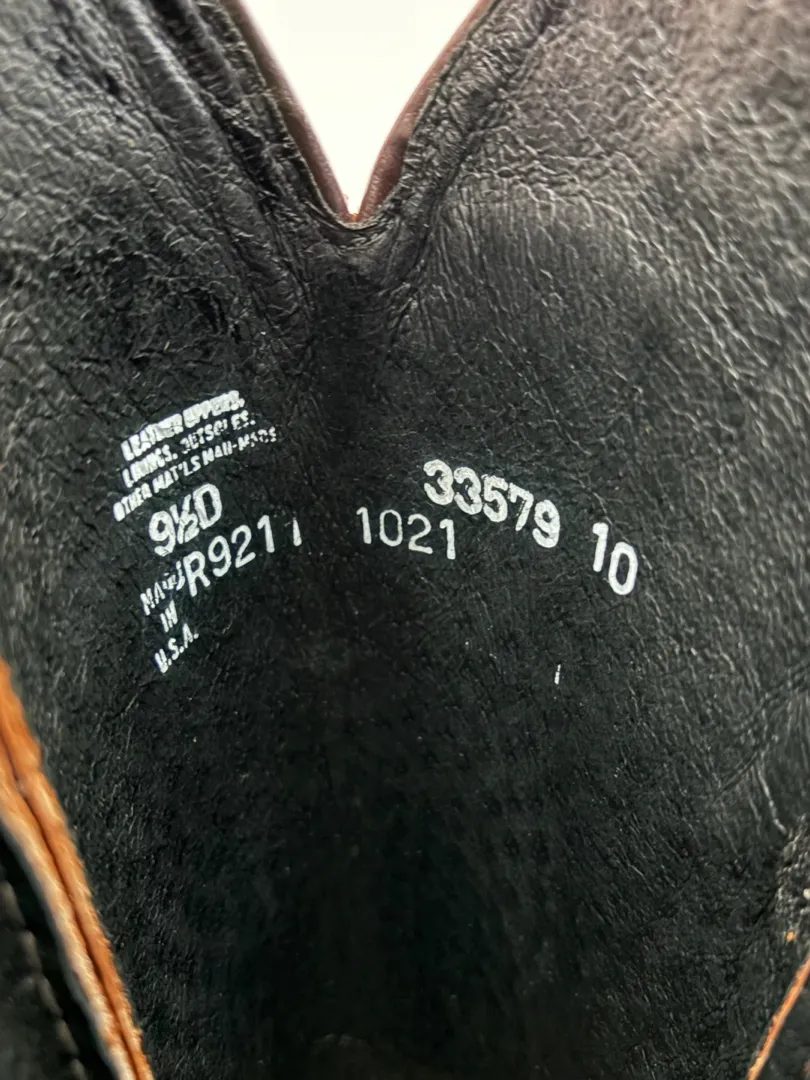 LEATHER UPPERS.
LININGS. OUTSOLES.
OTHER MAT'LS MAN-MADE
9½D
R9211 1021 33579 10
IN
U.S.A.